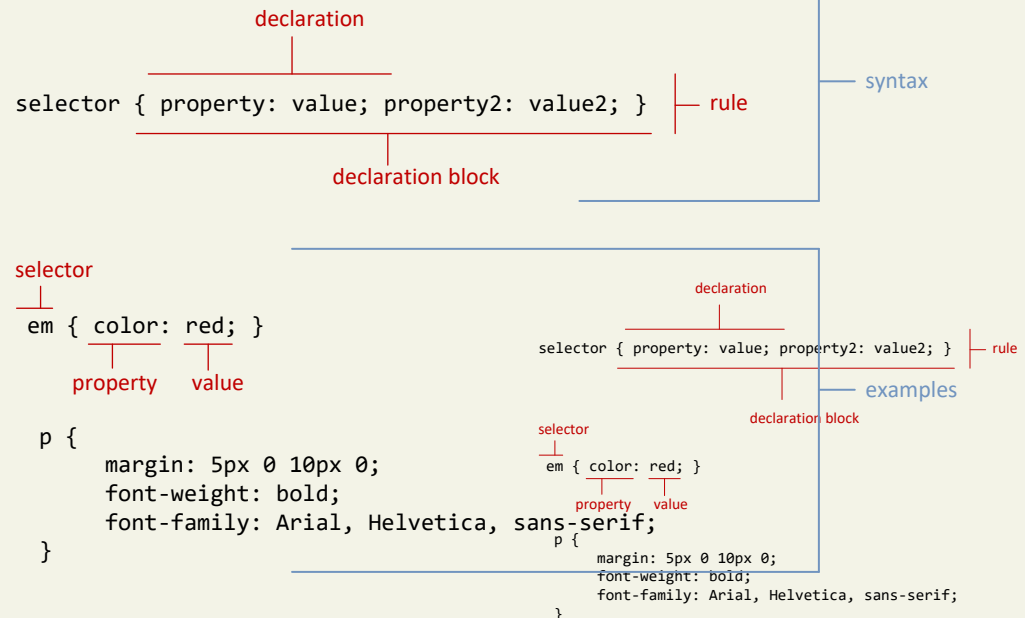 declaration
syntax
selector { property: value; property2: value2; }
rule
declaration block
selector
em { color: red; }
property value
p {
margin: 5px 0 10px 0;
font-weight: bold;
font-family: Arial, Helvetica, sans-serif;
}
examples
declaration
selector { property: value; property2: value2; }
rule
declaration block
selector
em { color: red; }
property value
p {
margin: 5px 0 10px 0;
font-weight: bold;
font-family: Arial, Helvetica, sans-serif;
}